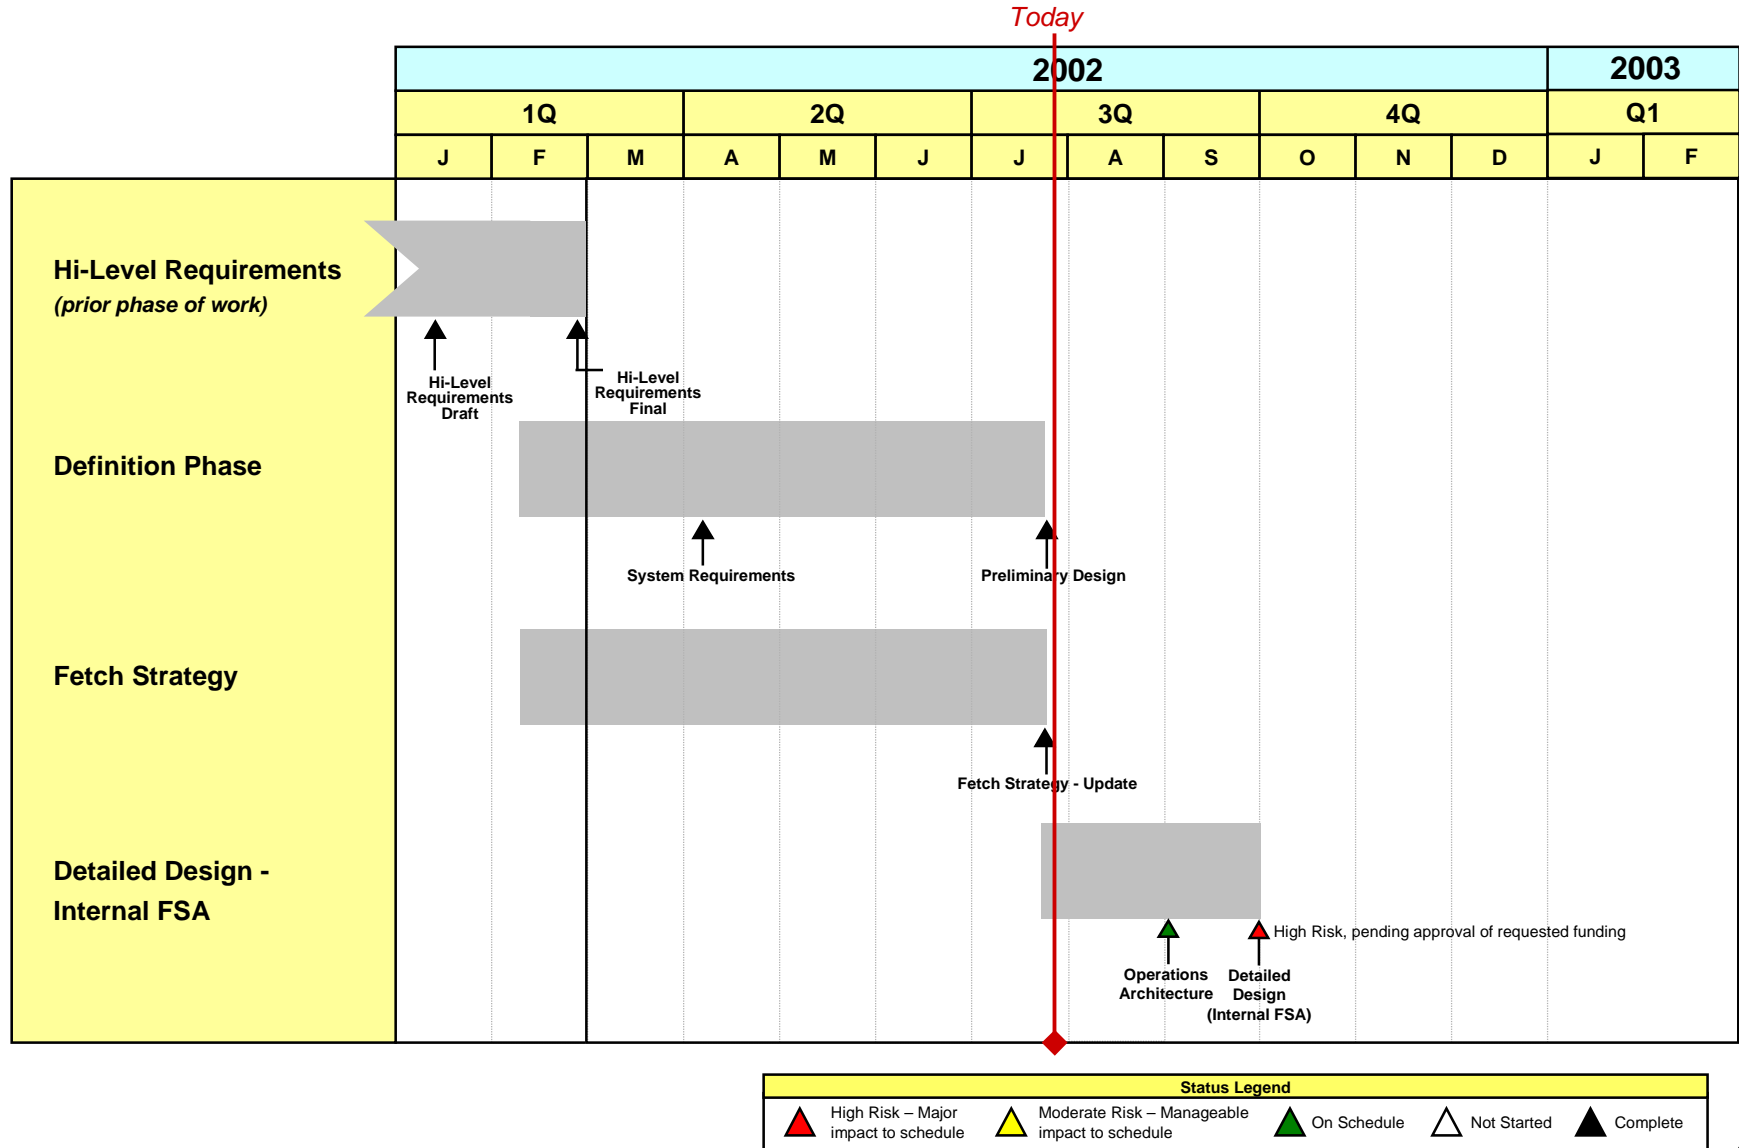 Today
2002
2003
1Q
2Q
3Q
4Q
Q1
J
F
M
A
M
J
J
A
S
O
N
D
J
F
Hi-Level Requirements
(prior phase of work)
Hi-Level
Requirements
Draft
Hi-Level
Requirements
Final
Definition Phase
System Requirements
Preliminary Design
Fetch Strategy
Fetch Strategy - Update
Detailed Design -
Internal FSA
High Risk, pending approval of requested funding
Operations
Architecture
Detailed
Design
(Internal FSA)
Status Legend
High Risk – Major
impact to schedule
Moderate Risk – Manageable
impact to schedule
On Schedule
Not Started
Complete